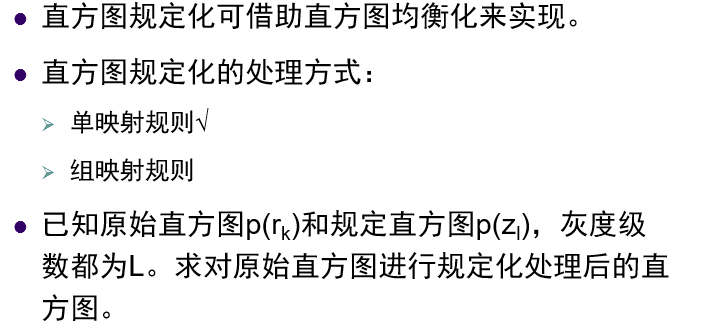 直方图规定化可借助直方图均衡化来实现。
直方图规定化的处理方式：
单映射规则√
组映射规则
已知原始直方图p(rk)和规定直方图p(zl)，灰度级
数都为L。求对原始直方图进行规定化处理后的直
方图。